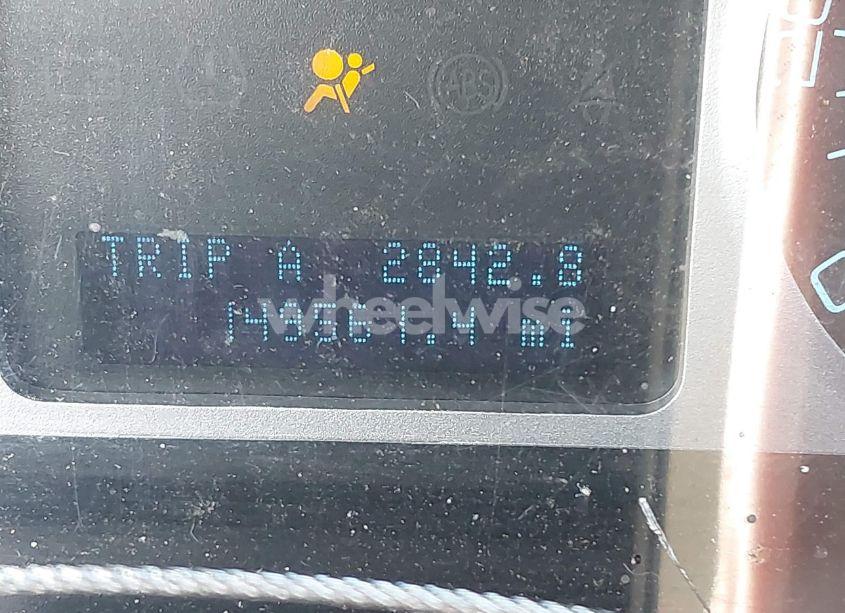 ABS
TRIP A 2842.8
wheelwise
mi